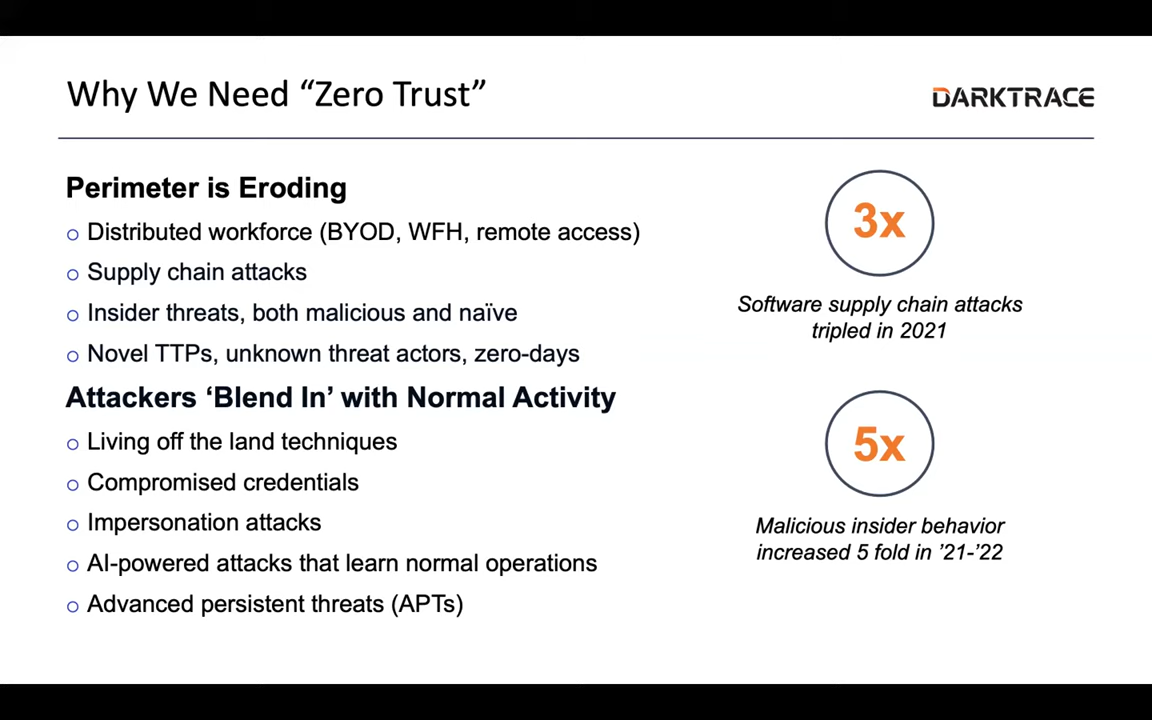 Why We Need “Zero Trust”
DARKTRACE
Perimeter is Eroding
○ Distributed workforce (BYOD, WFH, remote access)
○ Supply chain attacks
○ Insider threats, both malicious and naïve
○ Novel TTPs, unknown threat actors, zero-days
Attackers ‘Blend In’ with Normal Activity
○ Living off the land techniques
○ Compromised credentials
○ Impersonation attacks
○ AI-powered attacks that learn normal operations
○ Advanced persistent threats (APTs)
3x
Software supply chain attacks
tripled in 2021
5x
Malicious insider behavior
increased 5 fold in ’21-’22